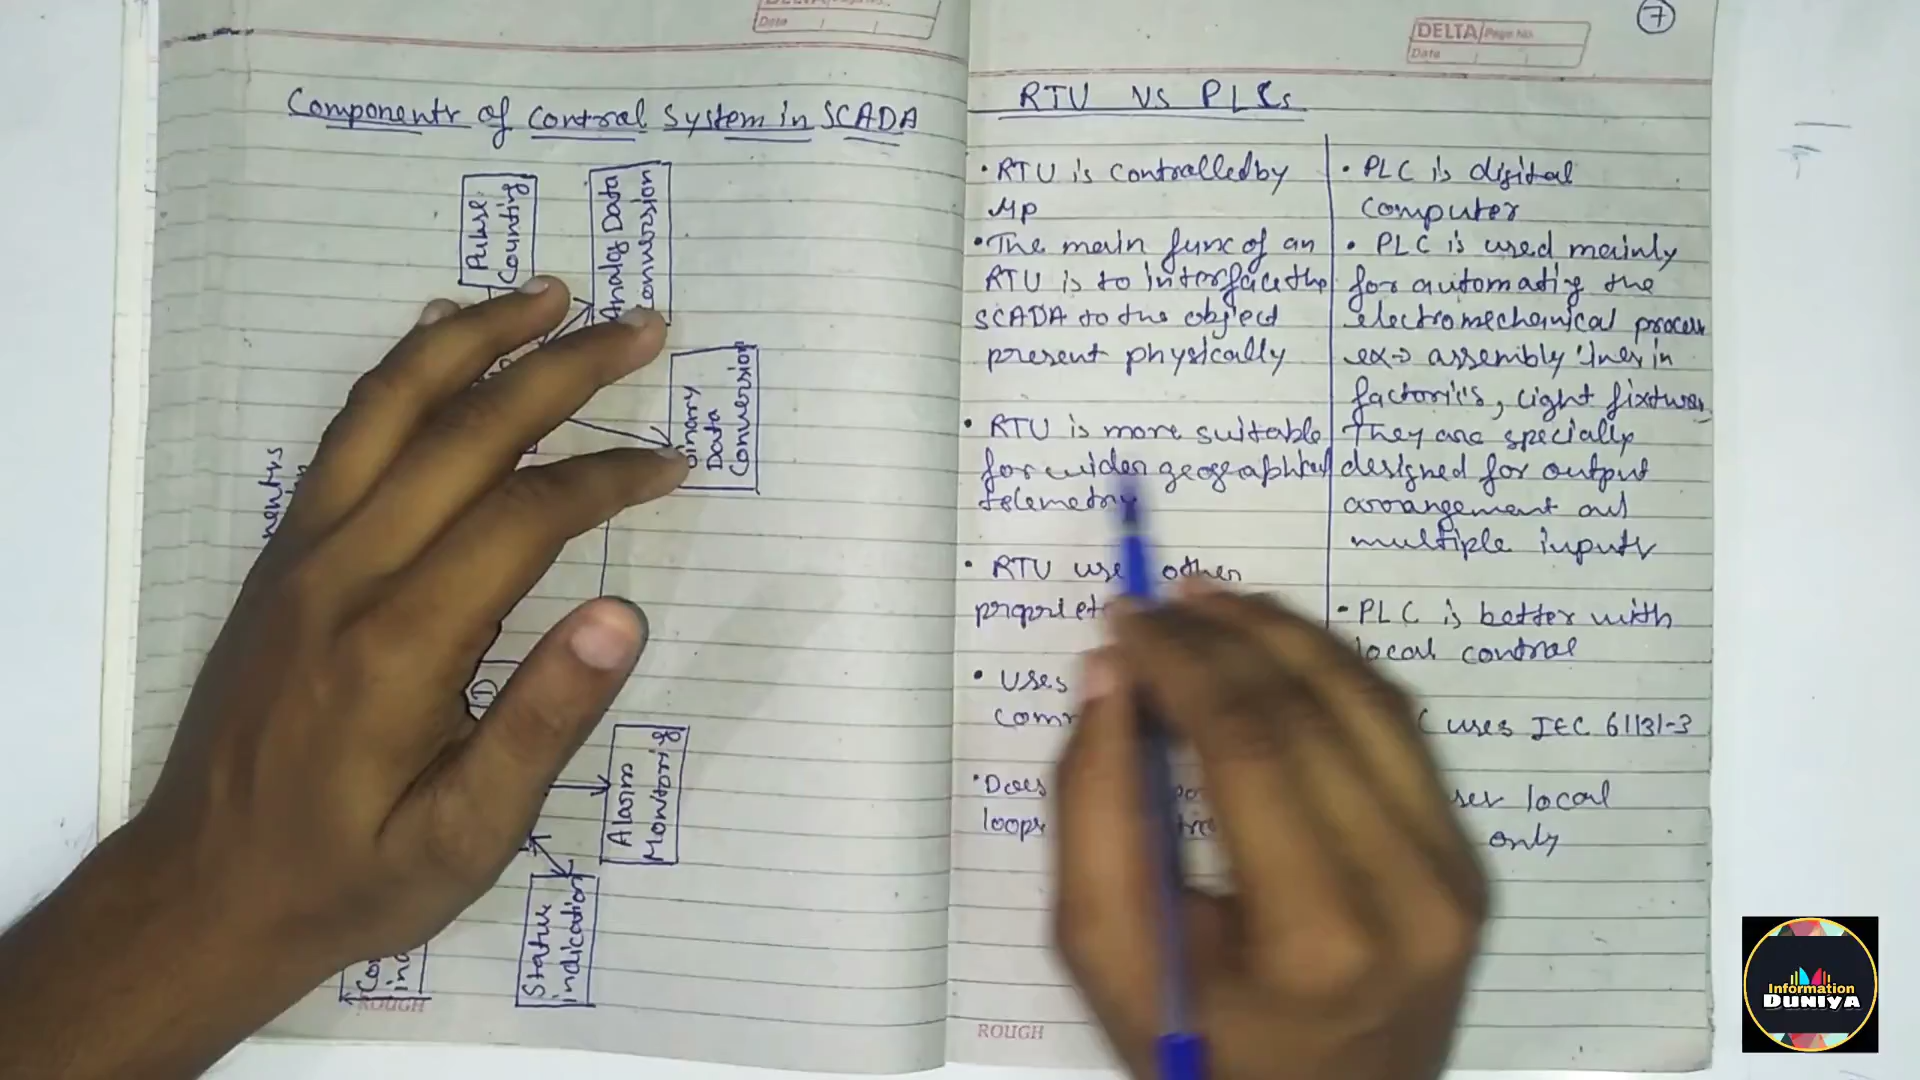 DELTA
Date
Components of Control System in SCADA
Pulse
Counting
Analog Data
Conversion
Binary
Data
Conversion
Alarm
Monitoring
Status
indication
ROUGH
7
DELTA Page No.
Date
RTU VS PLCs
• RTU is controlled by
μp
• The main func of an
RTU is to interface the
SCADA to the object
present physically
• RTU is more suitable
for wider geographical
telemetry
• RTU use other
• Uses
• Does
loops
• PLC is digital
computer
• PLC is used mainly
for automatig the
electromechanical process
ex→ assembly lines in
factories, light fixtures
They are specially
designed for output
arrangement and
multiple inputs
• PLC is better with
local control
uses IEC 61131-3
local
only
ROUGH
Information
DUNIYA